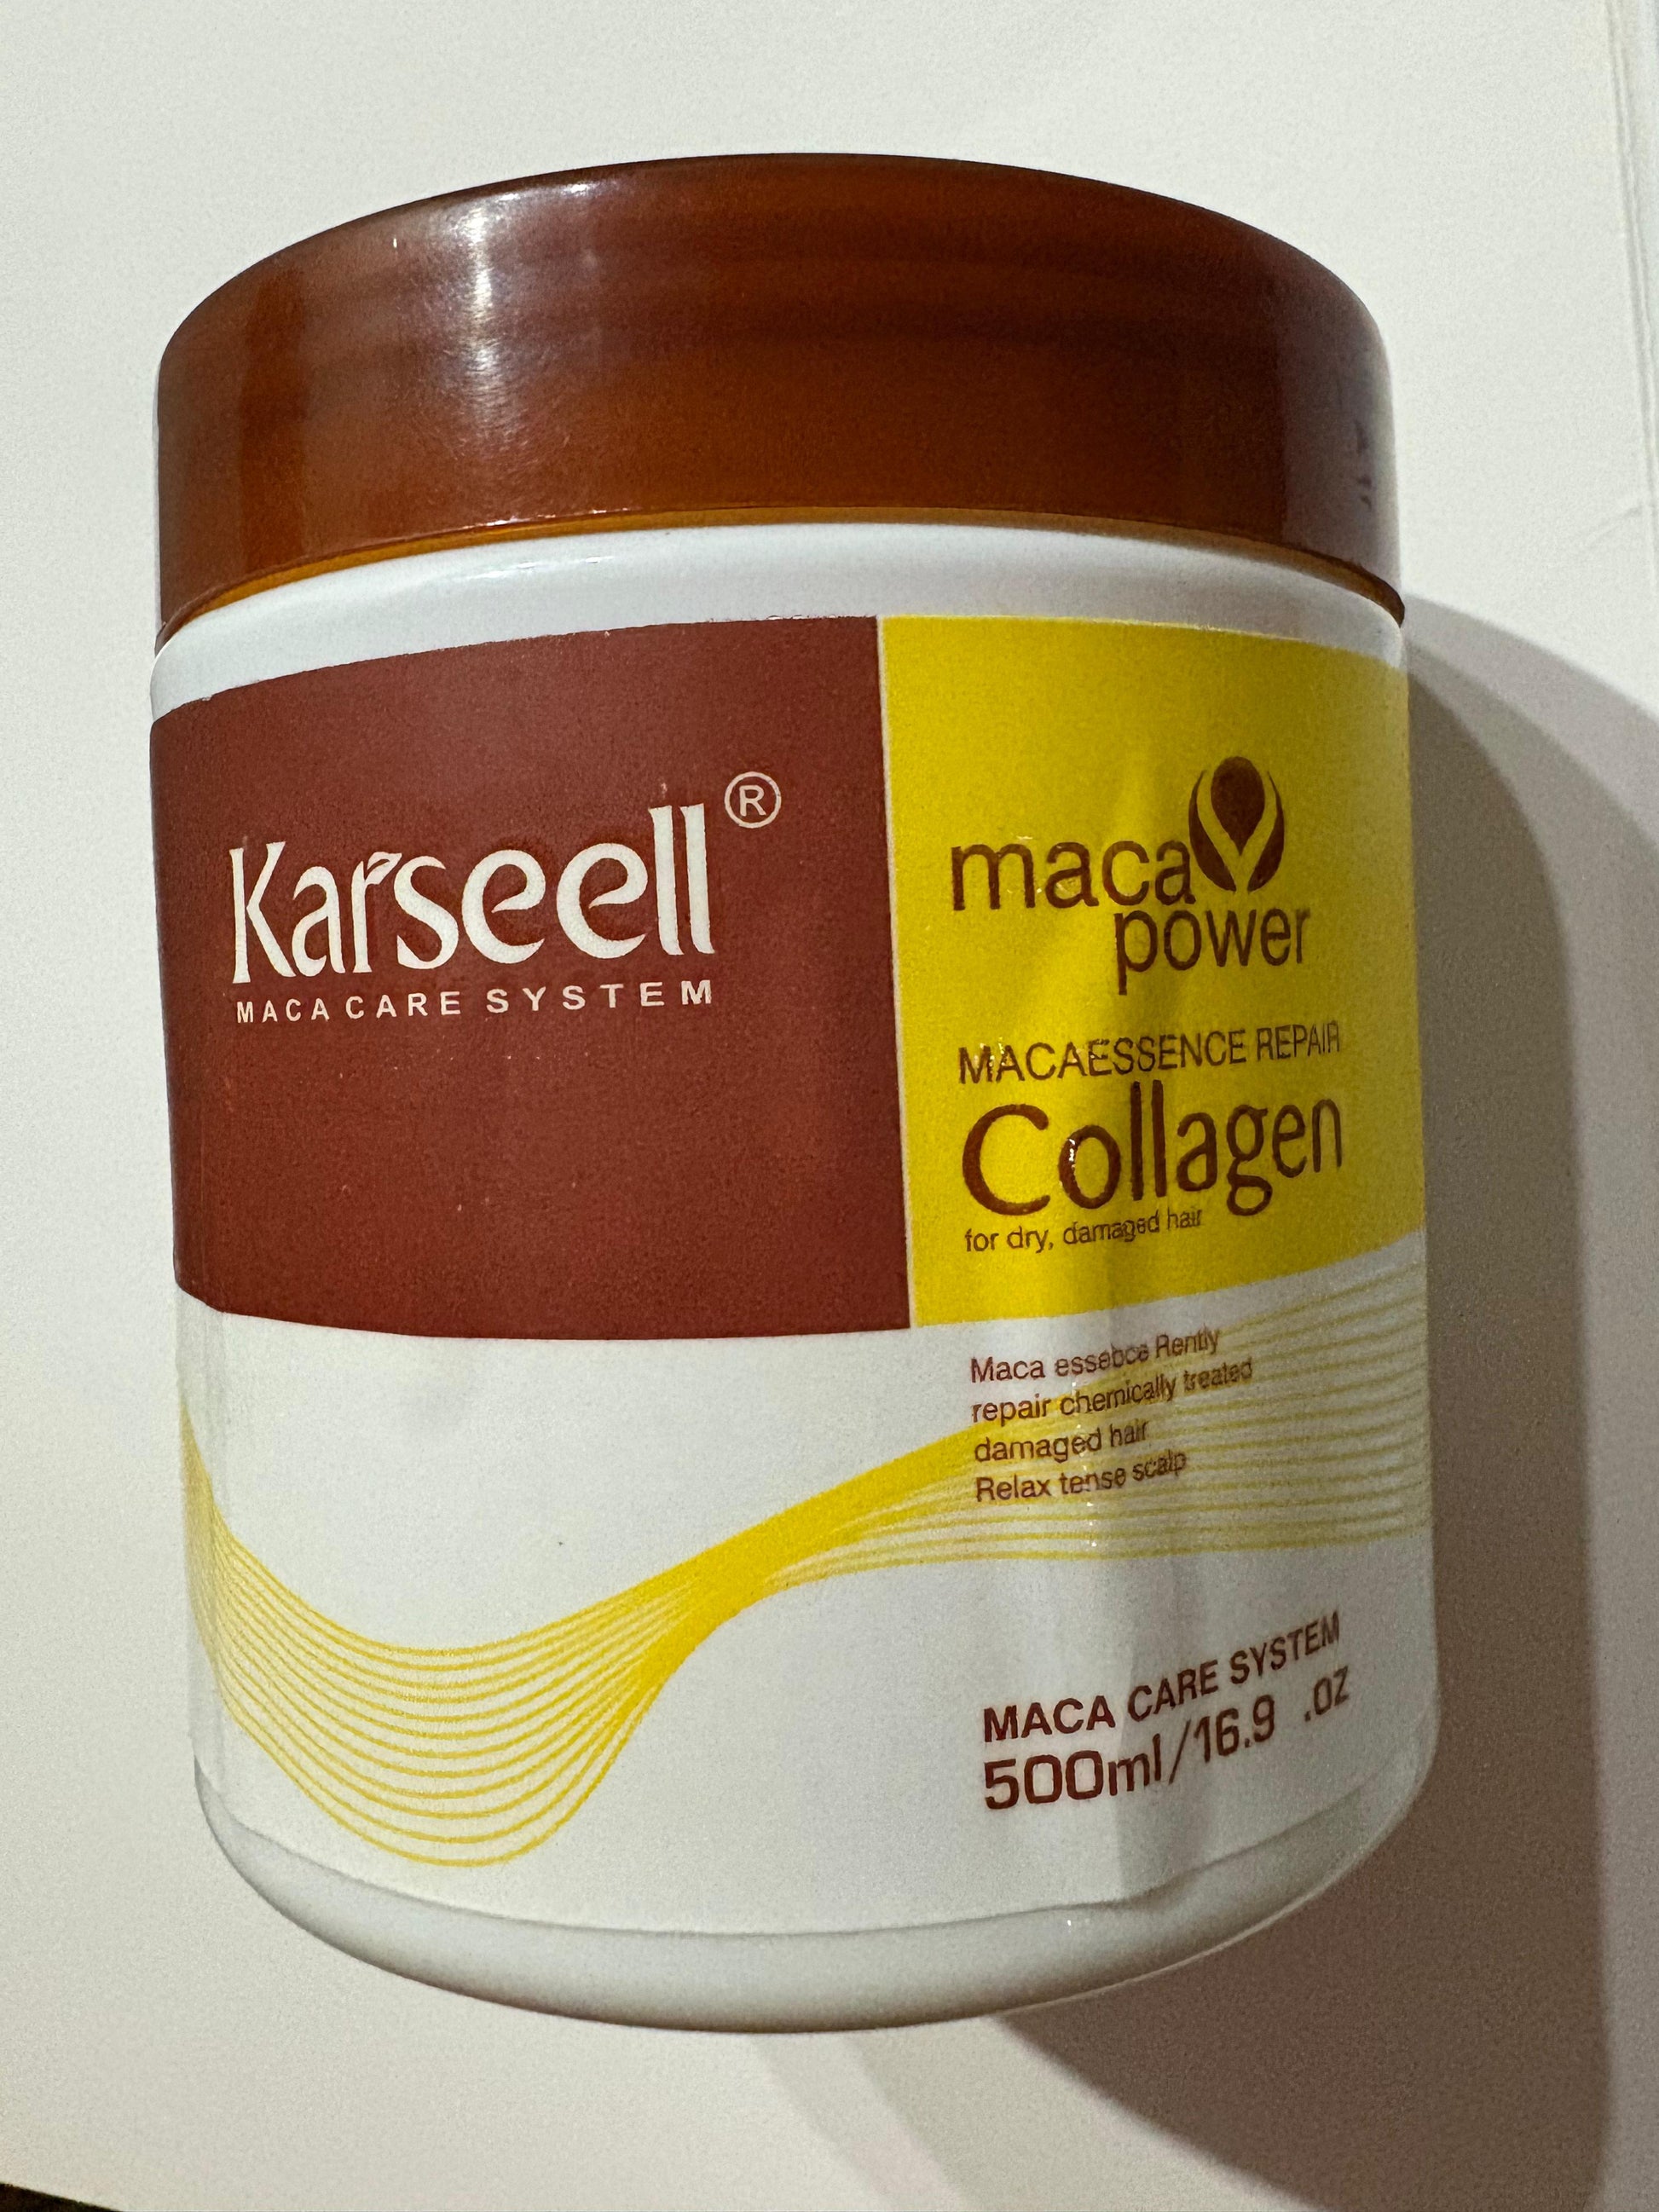 Karseell®
MACA CARE SYSTEM
maca
power
MACAESSENCE REPAIR
Collagen
for dry, damaged hair
Maca essebce Rently
repair chemically treated
damaged hair
Relax tense scalp
MACA CARE SYSTEM
500ml/16.9 .OZ